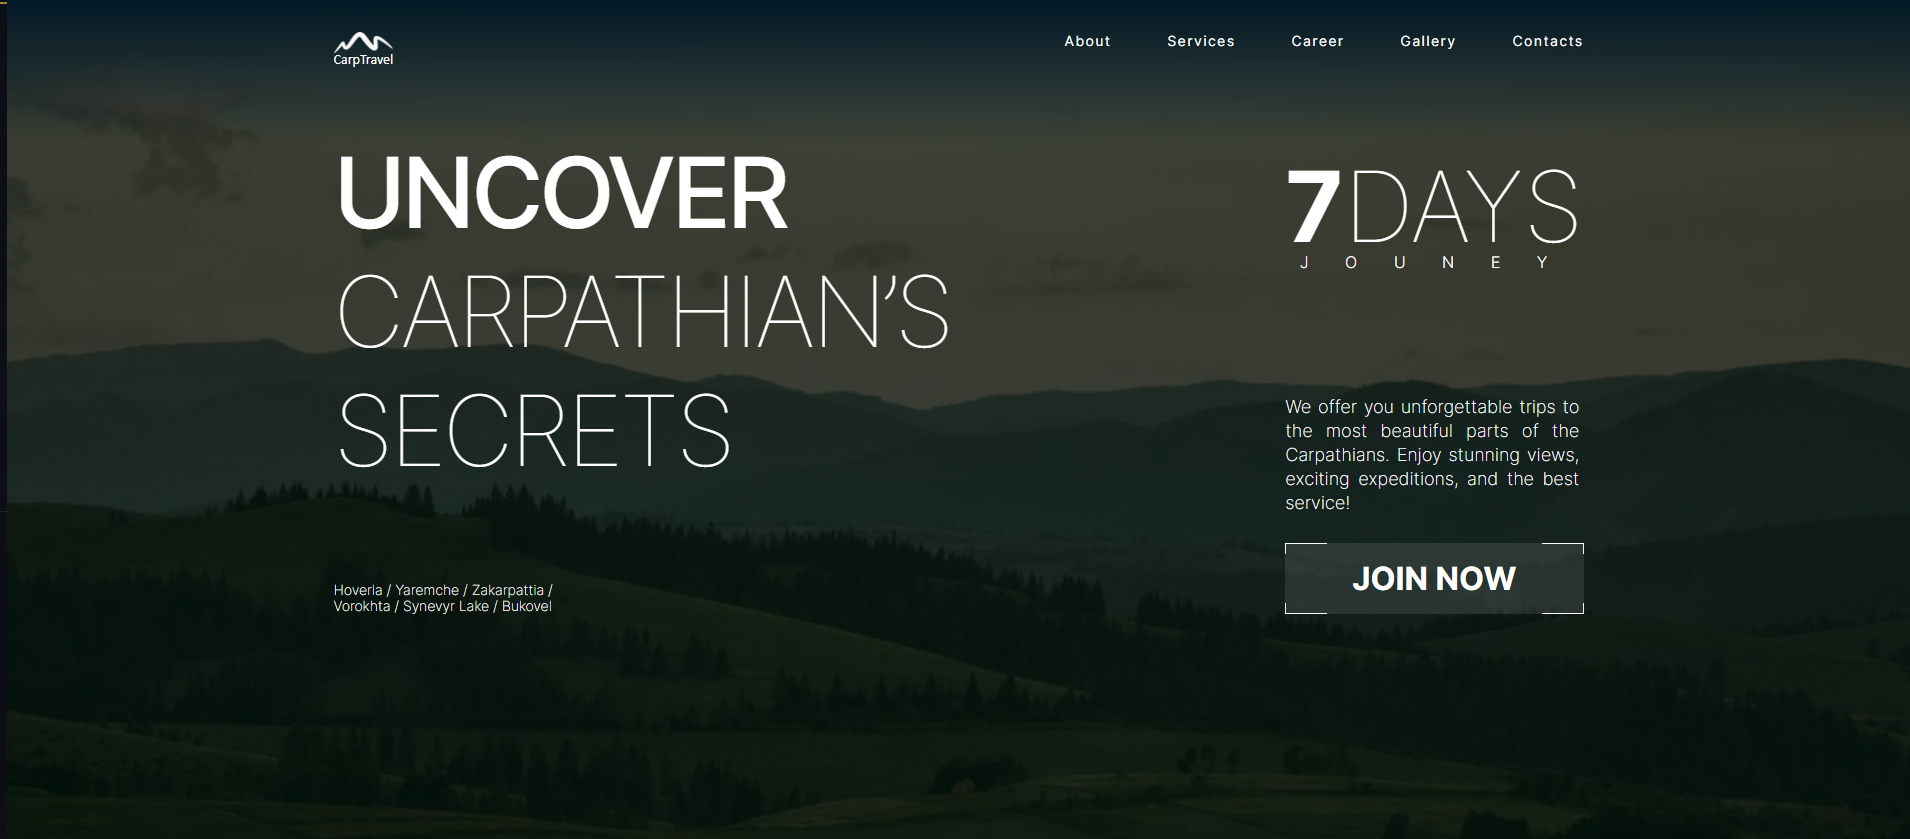 CarpTravel
About Services Career Gallery Contacts
UNCOVER
CARPATHIAN’S
SECRETS
Hoverla / Yaremche / Zakarpattia /
Vorokhta / Synevyr Lake / Bukovel
7DAYS
JOUNEY
We offer you unforgettable trips to
the most beautiful parts of the
Carpathians. Enjoy stunning views,
exciting expeditions, and the best
service!
JOIN NOW